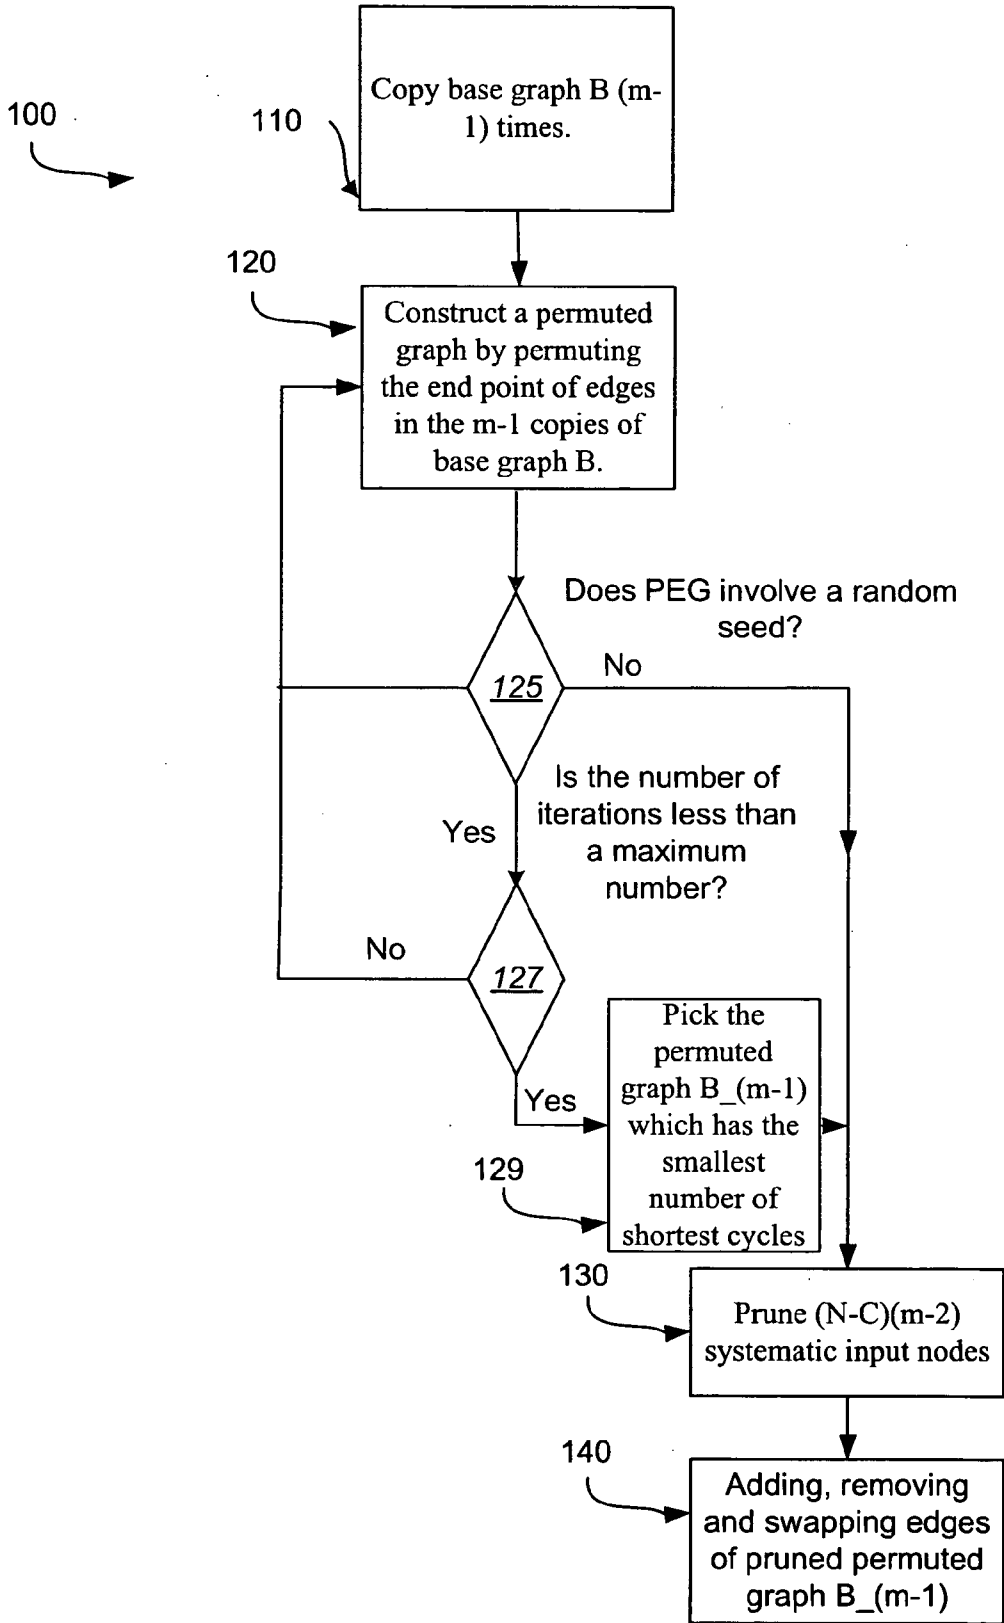 100
110
Copy base graph B (m-
1) times.
120
Construct a permuted
graph by permuting
the end point of edges
in the m-1 copies of
base graph B.
Does PEG involve a random
seed?
125
No
Is the number of
iterations less than
a maximum
number?
Yes
No
127
Yes
Pick the
permuted
graph B_(m-1)
which has the
smallest
number of
shortest cycles
129
130
Prune (N-C)(m-2)
systematic input nodes
140
Adding, removing
and swapping edges
of pruned permuted
graph B_(m-1)